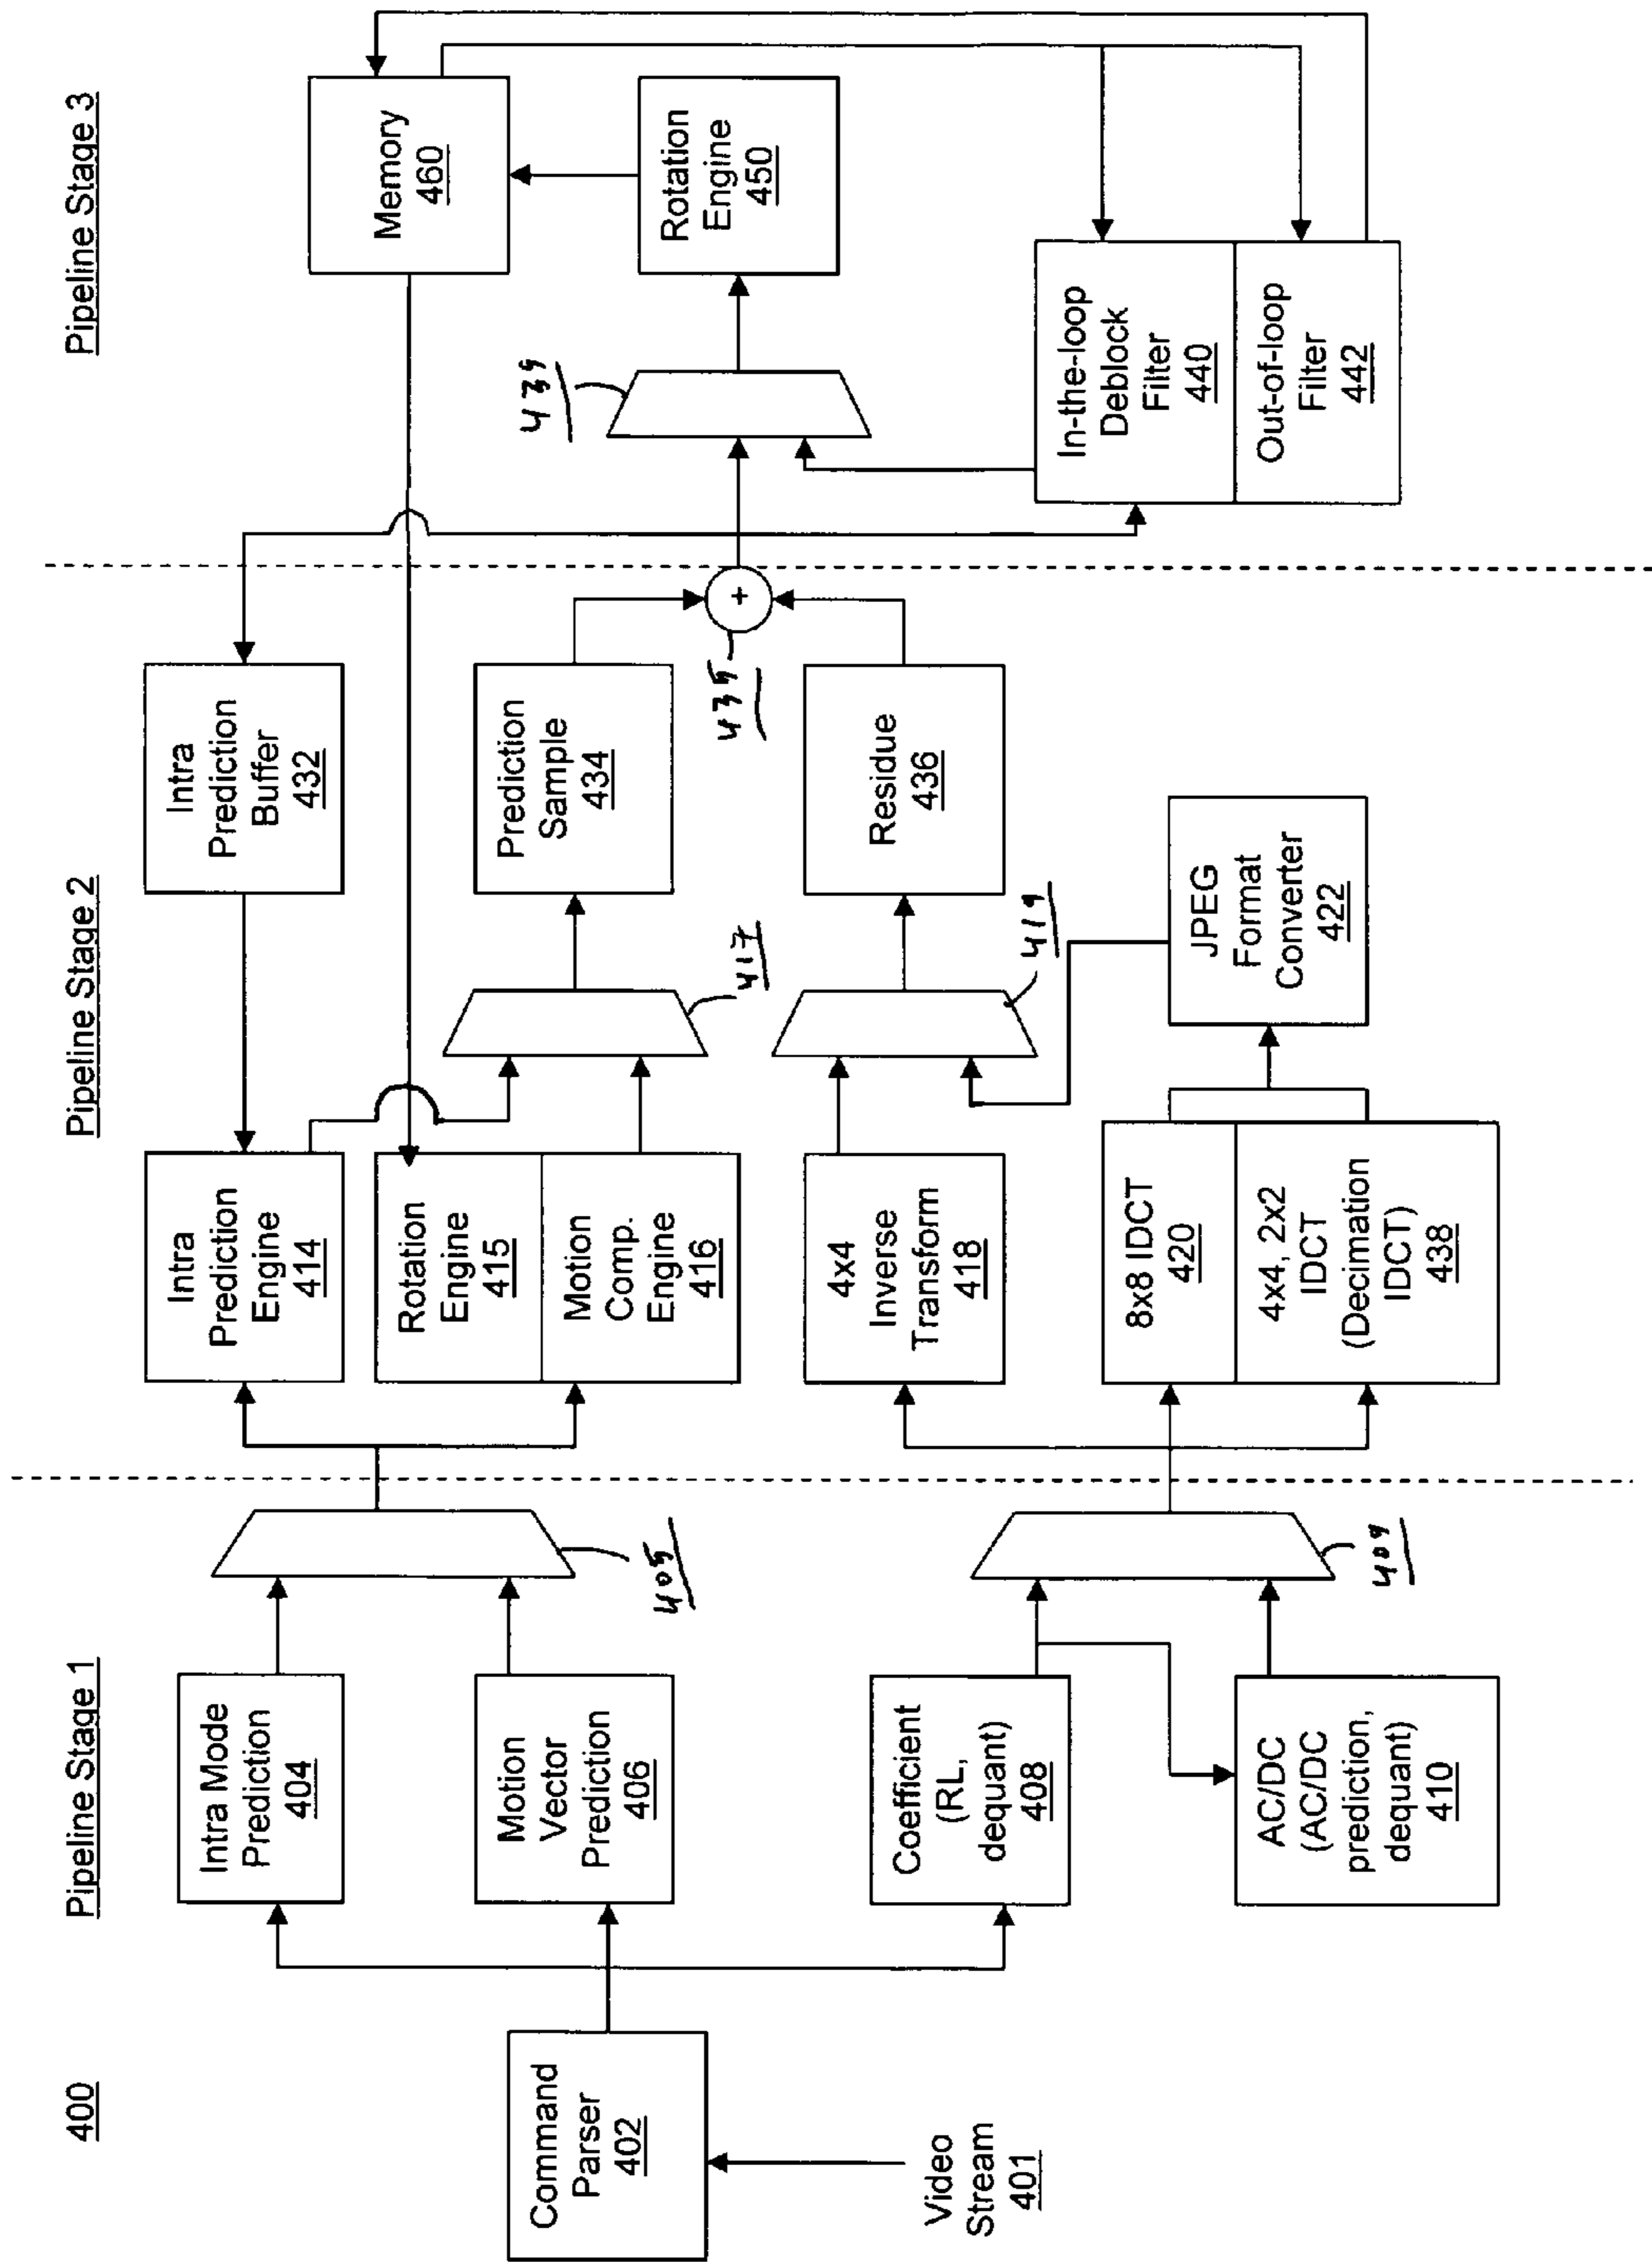 400
Pipeline Stage 1
Pipeline Stage 2
Pipeline Stage 3
Video
Stream
401
Command
Parser
402
Intra Mode
Prediction
404
Motion
Vector
Prediction
406
405
Coefficient
(RL,
dequant)
408
AC/DC
(AC/DC
prediction,
dequant)
410
409
Intra
Prediction
Engine
414
Rotation
Engine
415
Motion
Comp.
Engine
416
4x4
Inverse
Transform
418
8x8 IDCT
420
4x4, 2x2
IDCT
(Decimation
IDCT)
438
417
419
JPEG
Format
Converter
422
Intra
Prediction
Buffer
432
Prediction
Sample
434
Residue
436
435
+
439
In-the-loop
Deblock
Filter
440
Out-of-loop
Filter
442
Rotation
Engine
450
Memory
460